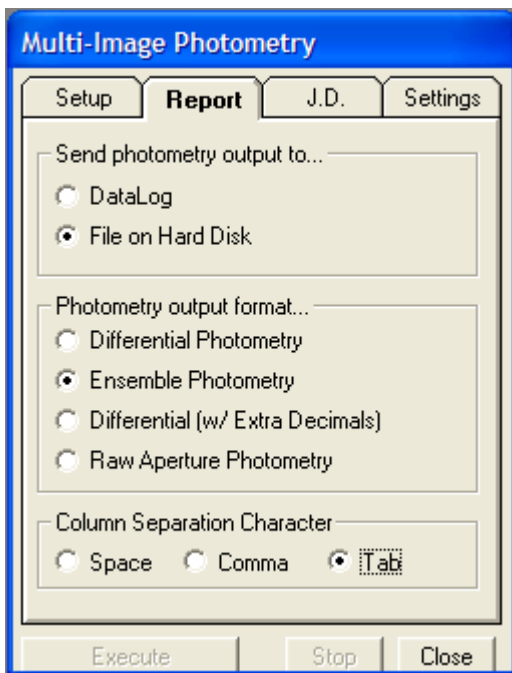 Multi-Image Photometry
Setup Report J.D. Settings
Send photometry output to...
DataLog
File on Hard Disk
Photometry output format...
Differential Photometry
Ensemble Photometry
Differential (w/ Extra Decimals)
Raw Aperture Photometry
Column Separation Character
Space Comma Tab
Execute Stop Close